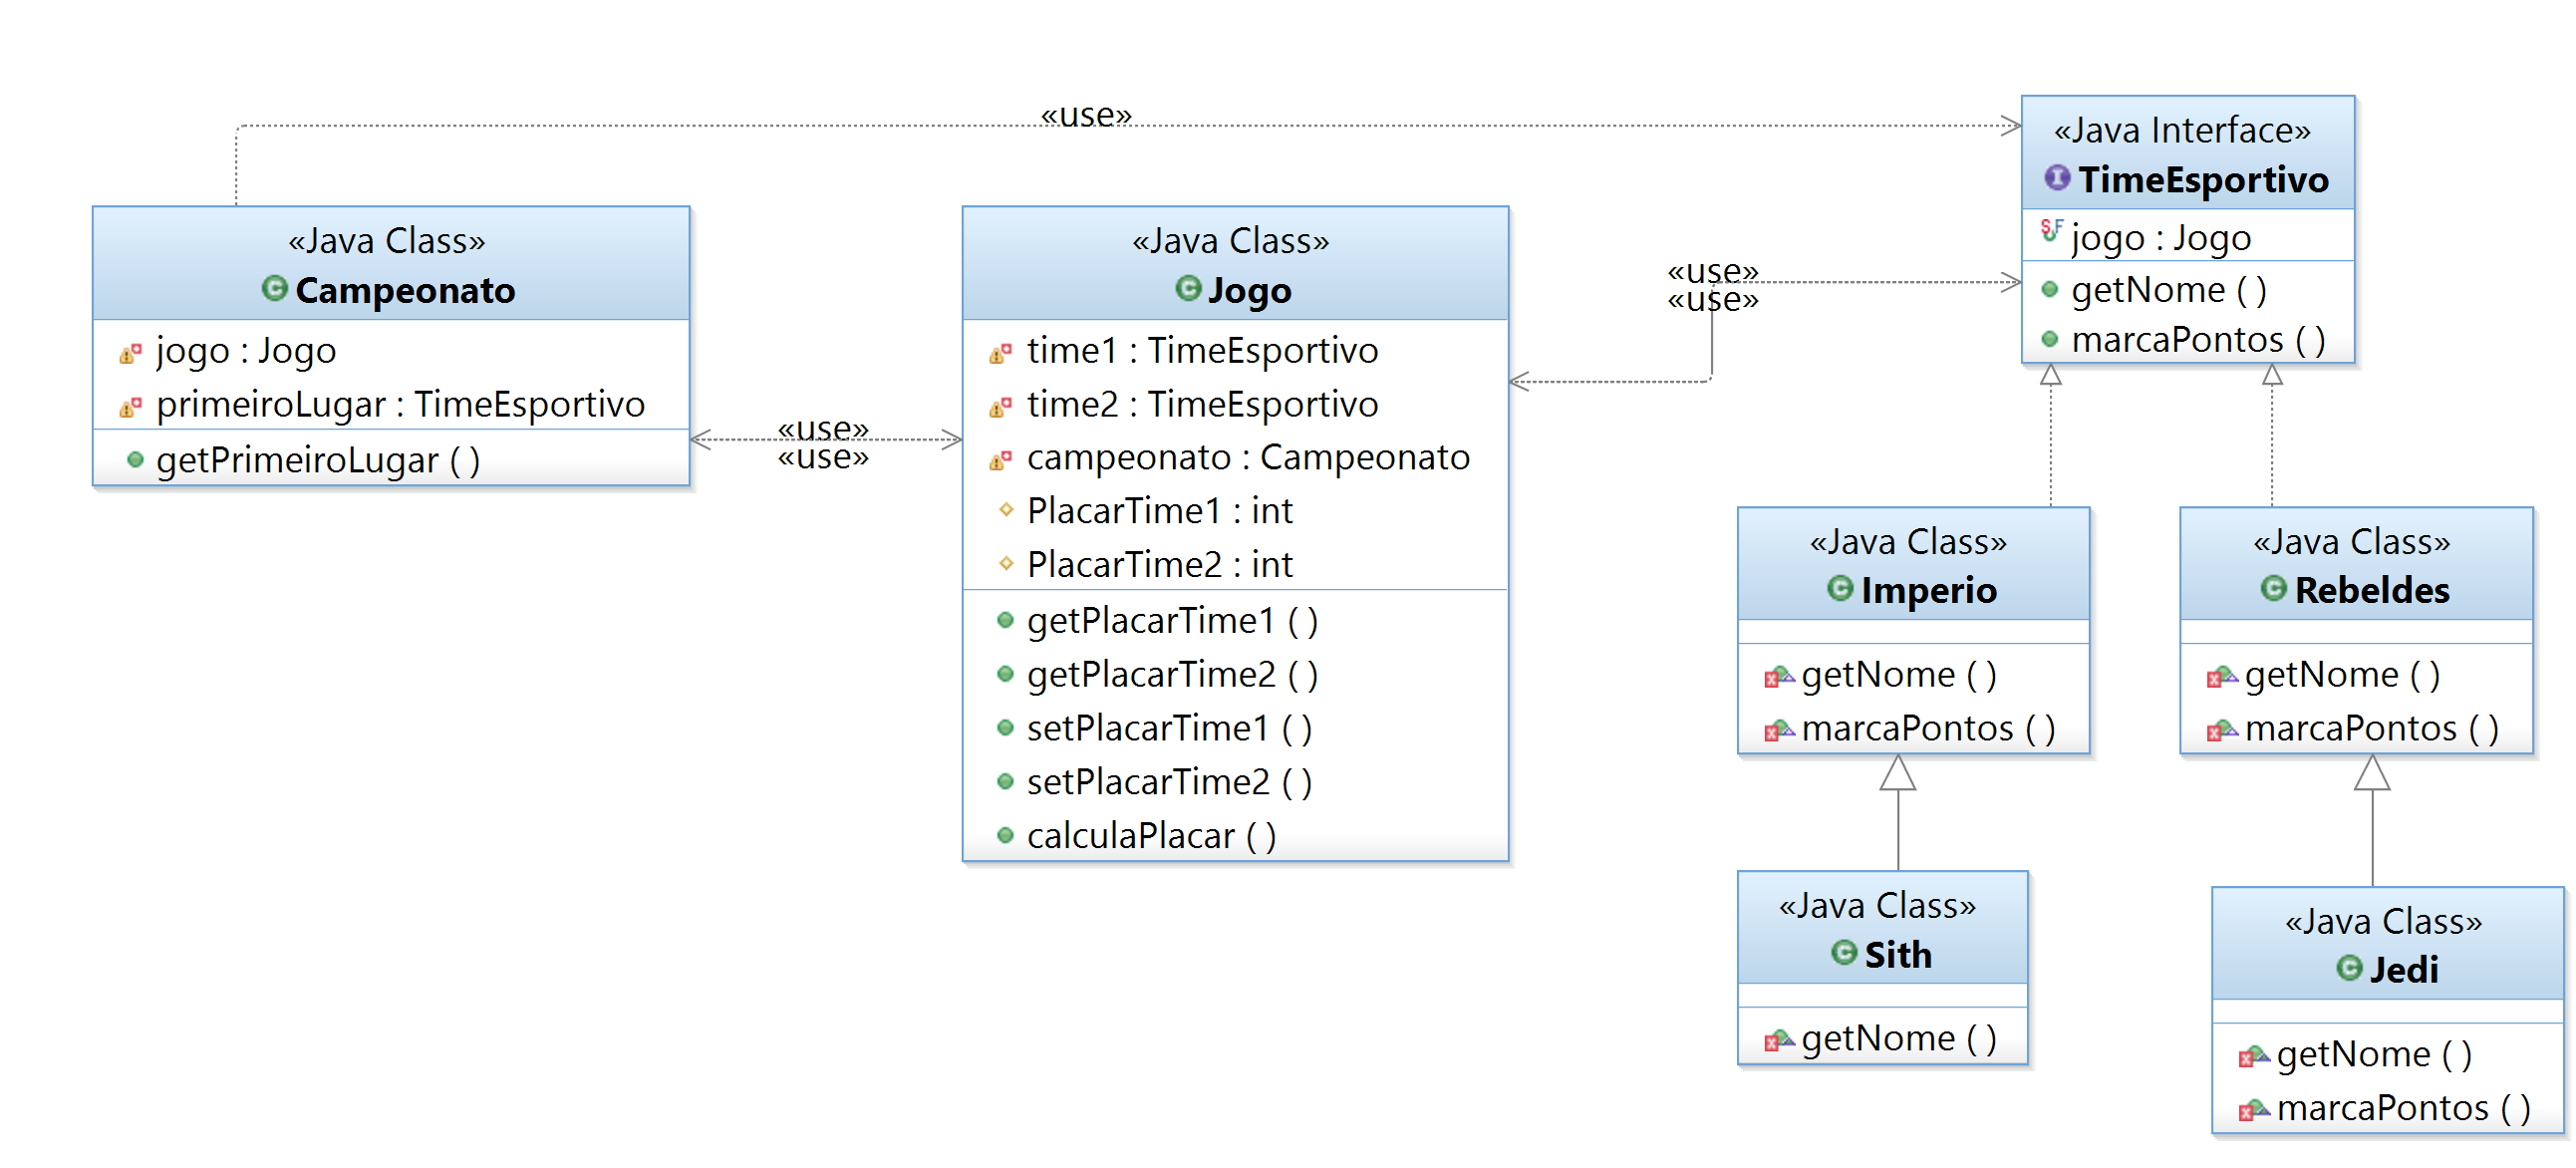 «use»
«Java Class»
Campeonato
jogo : Jogo
primeiroLugar : TimeEsportivo
getPrimeiroLugar ( )
«use»
«use»
«Java Class»
Jogo
time1 : TimeEsportivo
time2 : TimeEsportivo
campeonato : Campeonato
PlacarTime1 : int
PlacarTime2 : int
getPlacarTime1 ( )
getPlacarTime2 ( )
setPlacarTime1 ( )
setPlacarTime2 ( )
calculaPlacar ( )
«use»
«use»
«Java Interface»
TimeEsportivo
jogo : Jogo
getNome ( )
marcaPontos ( )
«Java Class»
Imperio
getNome ( )
marcaPontos ( )
«Java Class»
Rebeldes
getNome ( )
marcaPontos ( )
«Java Class»
Sith
getNome ( )
«Java Class»
Jedi
getNome ( )
marcaPontos ( )